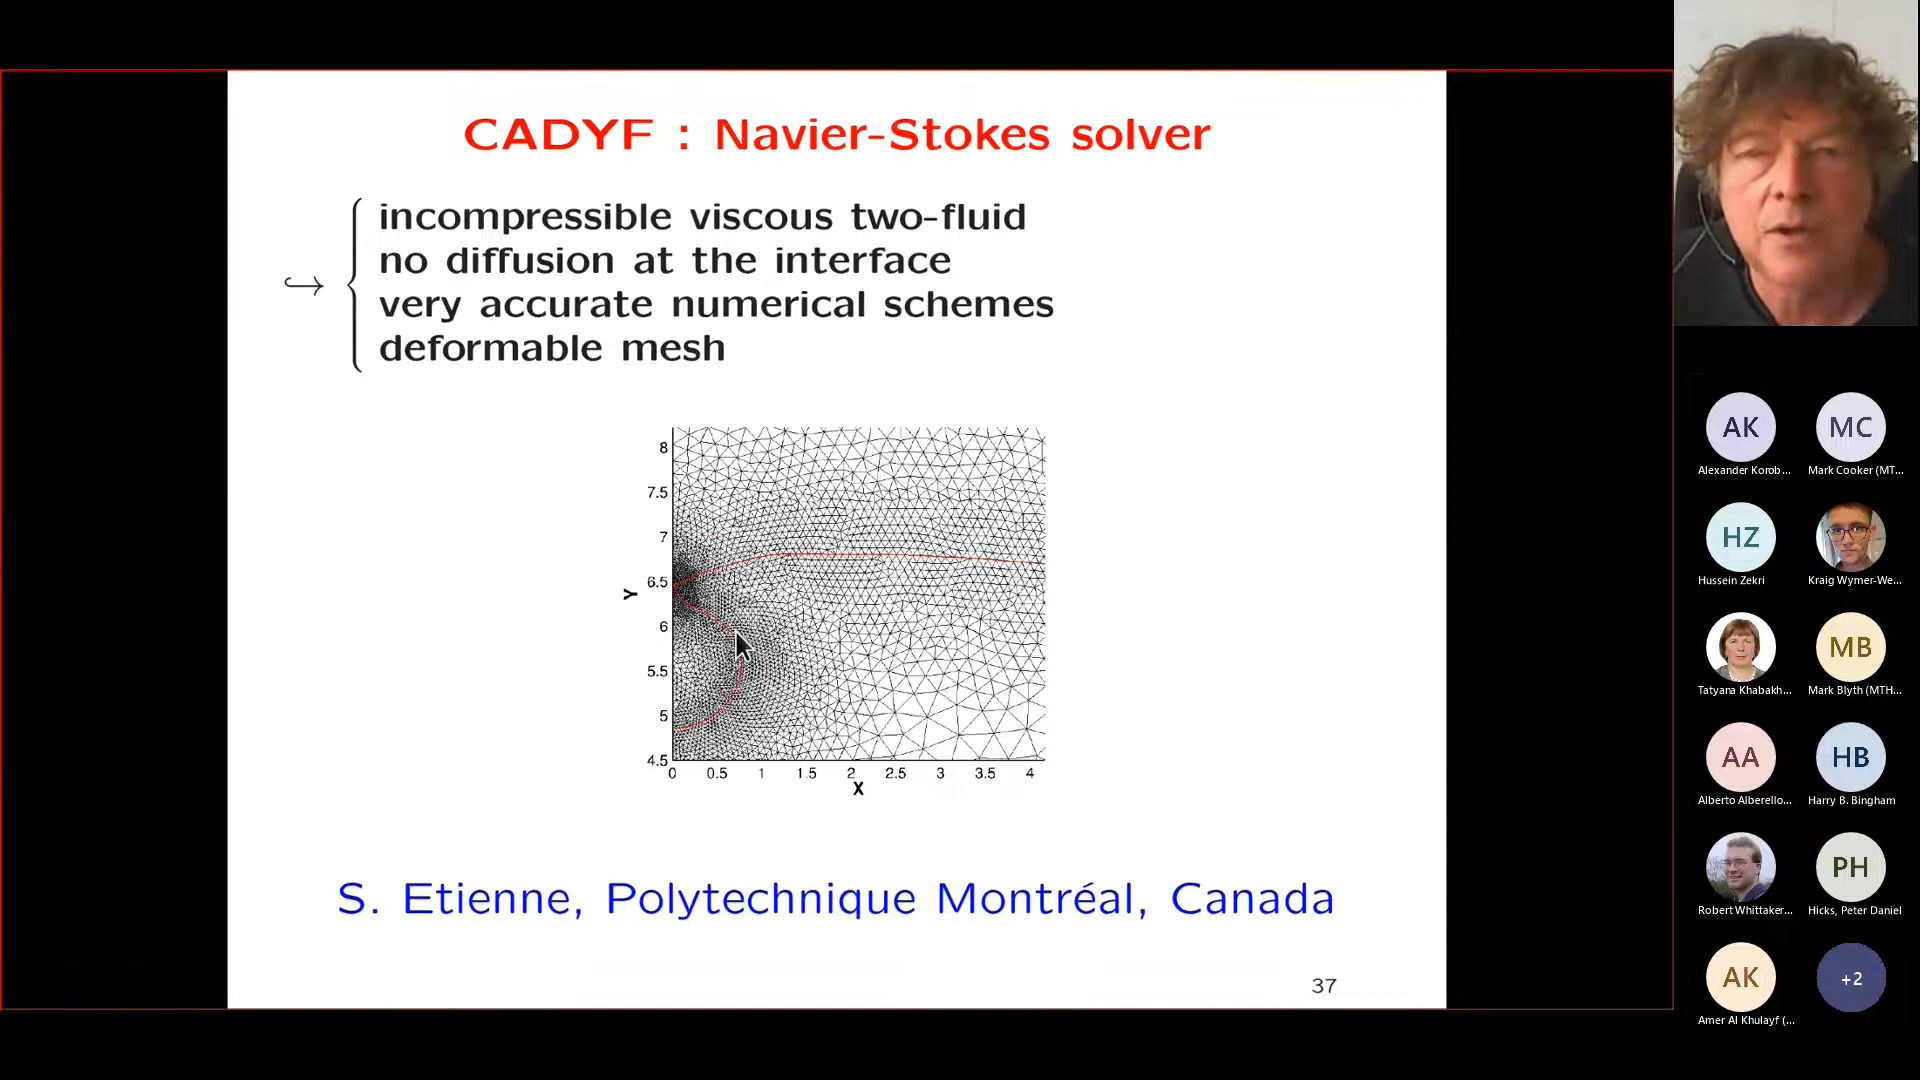 CADYF : Navier-Stokes solver
↪ incompressible viscous two-fluid
no diffusion at the interface
very accurate numerical schemes
deformable mesh
8
7.5
7
6.5
6
5.5
5
4.5
Y
0 0.5 1 1.5 2 2.5 3 3.5 4
X
S. Etienne, Polytechnique Montréal, Canada
37
AK MC
Alexander Korob... Mark Cooker (MT...
HZ
Hussein Zekri Kraig Wymer-We...
MB
Tatyana Khabakh... Mark Blyth (MTH...
AA HB
Alberto Alberello... Harry B. Bingham
PH
Robert Whittaker... Hicks, Peter Daniel
AK +2
Amer Al Khulayf (...